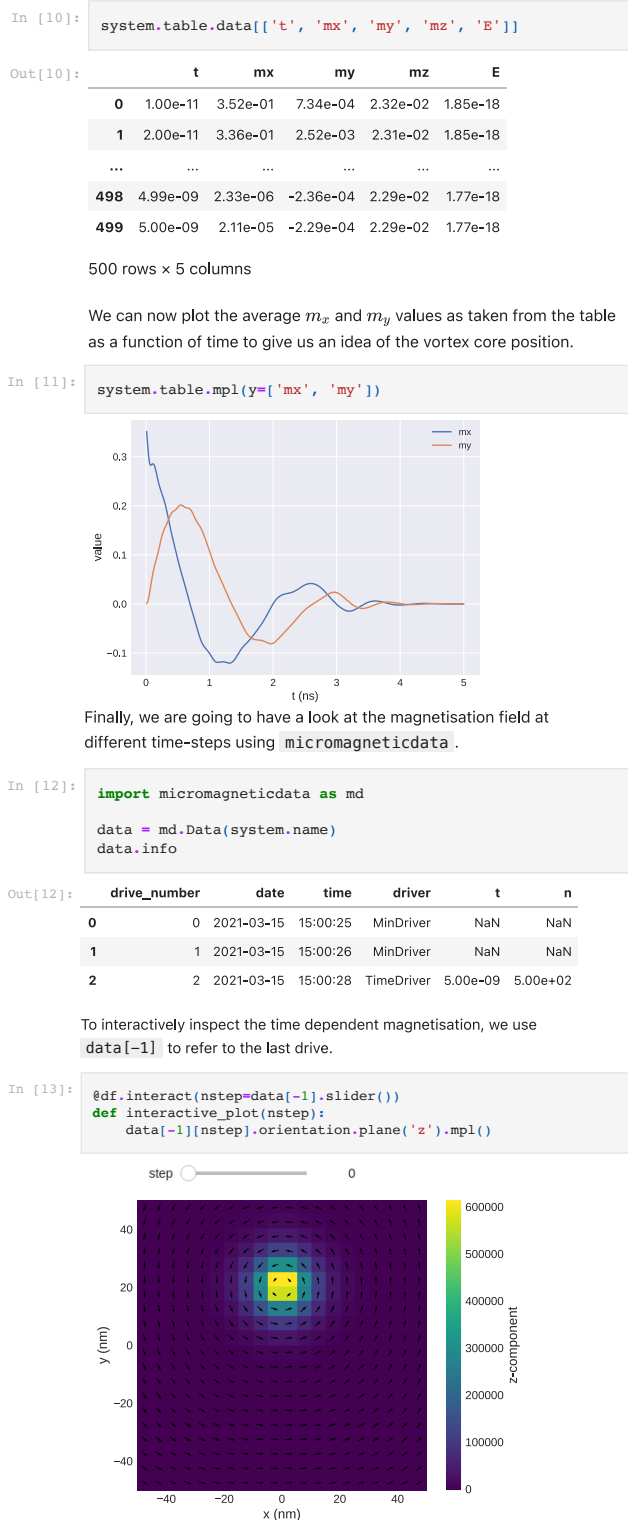 In [10]: system.table.data[['t', 'mx', 'my', 'mz', 'E']]
Out[10]:
t mx my mz E
0 1.00e-11 3.52e-01 7.34e-04 2.32e-02 1.85e-18
1 2.00e-11 3.36e-01 2.52e-03 2.31e-02 1.85e-18
... ... ... ... ... ...
498 4.99e-09 2.33e-06 -2.36e-04 2.29e-02 1.77e-18
499 5.00e-09 2.11e-05 -2.29e-04 2.29e-02 1.77e-18
500 rows × 5 columns
We can now plot the average mx and my values as taken from the table
as a function of time to give us an idea of the vortex core position.
In [11]: system.table.mpl(y=['mx', 'my'])
mx
my
0.3
0.2
0.1
0.0
−0.1
value
0 1 2 3 4 5
t (ns)
Finally, we are going to have a look at the magnetisation field at
different time-steps using micromagneticdata.
In [12]: import micromagneticdata as md
data = md.Data(system.name)
data.info
Out[12]: drive_number date time driver t n
0 0 2021-03-15 15:00:25 MinDriver NaN NaN
1 1 2021-03-15 15:00:26 MinDriver NaN NaN
2 2 2021-03-15 15:00:28 TimeDriver 5.00e-09 5.00e+02
To interactively inspect the time dependent magnetisation, we use
data[-1] to refer to the last drive.
In [13]: @df.interact(nstep=data[-1].slider())
def interactive_plot(nstep):
data[-1][nstep].orientation.plane('z').mpl()
step 0
40
20
0
−20
−40
y (nm)
−40 −20 0 20 40
x (nm)
600000
500000
400000
300000
200000
100000
0
z-component